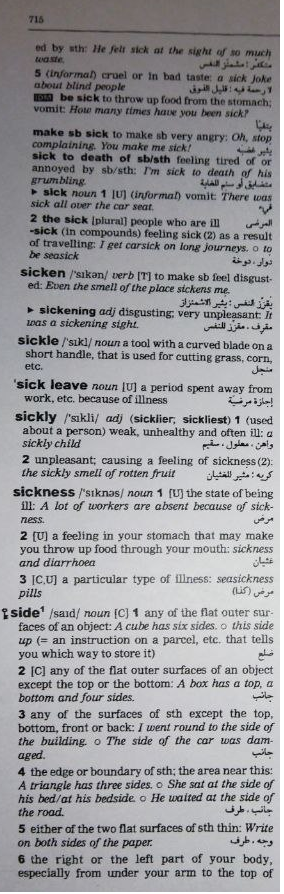 715
ed by sth: He felt sick at the sight of so much
waste. متكدّر؛ مشمئزّ النفس
5 (informal) cruel or in bad taste: a sick joke
about blind people لا رحمة فيه؛ قليل الذوق
IDM be sick to throw up food from the stomach;
vomit: How many times have you been sick?
يتقيّأ
make sb sick to make sb very angry: Oh, stop
complaining. You make me sick! يثير غضبه
sick to death of sb/sth feeling tired of or
annoyed by sb/sth: I'm sick to death of his
grumbling. متضايق أو سئم للغاية
▸ sick noun 1 [U] (informal) vomit: There was
sick all over the car seat. قيء
2 the sick [plural] people who are ill المرضى
-sick (in compounds) feeling sick (2) as a result
of travelling: I get carsick on long journeys. ○ to
be seasick دوار، دوخة
sicken /ˈsɪkən/ verb [T] to make sb feel disgust-
ed: Even the smell of the place sickens me.
يقزّز النفس؛ يثير الاشمئزاز
▸ sickening adj disgusting; very unpleasant: It
was a sickening sight. مقرف، مقزّز للنفس
sickle /ˈsɪkl/ noun a tool with a curved blade on a
short handle, that is used for cutting grass, corn,
etc. منجل
ˈsick leave noun [U] a period spent away from
work, etc. because of illness إجازة مرضيّة
sickly /ˈsɪkli/ adj (sicklier; sickliest) 1 (used
about a person) weak, unhealthy and often ill: a
sickly child واهن، معلول، سقيم
2 unpleasant; causing a feeling of sickness (2):
the sickly smell of rotten fruit كريه؛ مثير للغثيان
sickness /ˈsɪknəs/ noun 1 [U] the state of being
ill: A lot of workers are absent because of sick-
ness. مرض
2 [U] a feeling in your stomach that may make
you throw up food through your mouth: sickness
and diarrhoea غثيان
3 [C,U] a particular type of illness: seasickness
pills مرض (كذا)
side¹ /saɪd/ noun [C] 1 any of the flat outer sur-
faces of an object: A cube has six sides. ○ this side
up (= an instruction on a parcel, etc. that tells
you which way to store it) ضلع
2 [C] any of the flat outer surfaces of an object
except the top or the bottom: A box has a top, a
bottom and four sides. جانب
3 any of the surfaces of sth except the top,
bottom, front or back: I went round to the side of
the building. ○ The side of the car was dam-
aged. جانب
4 the edge or boundary of sth; the area near this:
A triangle has three sides. ○ She sat at the side of
his bed/at his bedside. ○ He waited at the side of
the road. جانب، طرف
5 either of the two flat surfaces of sth thin: Write
on both sides of the paper. وجه، طرف
6 the right or the left part of your body,
especially from under your arm to the top of